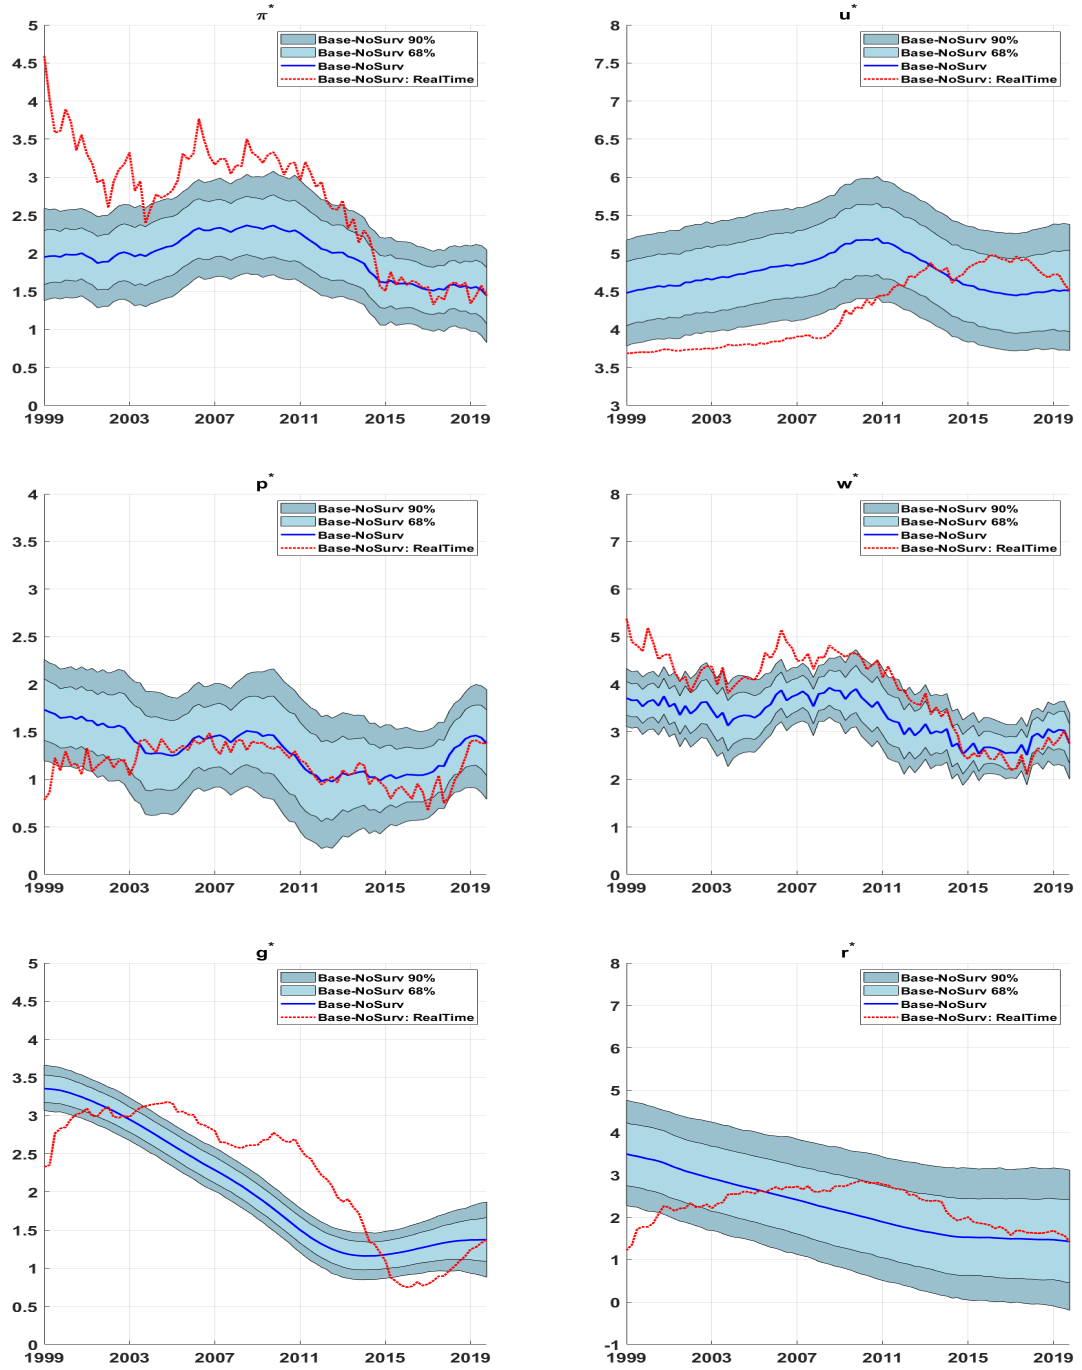 π*
5
4.5
4
3.5
3
2.5
2
1.5
1
0.5
0
Base-NoSurv 90%
Base-NoSurv 68%
Base-NoSurv
Base-NoSurv: RealTime
1999 2003 2007 2011 2015 2019
u*
8
7.5
7
6.5
6
5.5
5
4.5
4
3.5
3
Base-NoSurv 90%
Base-NoSurv 68%
Base-NoSurv
Base-NoSurv: RealTime
1999 2003 2007 2011 2015 2019
p*
4
3.5
3
2.5
2
1.5
1
0.5
0
Base-NoSurv 90%
Base-NoSurv 68%
Base-NoSurv
Base-NoSurv: RealTime
1999 2003 2007 2011 2015 2019
w*
8
7
6
5
4
3
2
1
0
Base-NoSurv 90%
Base-NoSurv 68%
Base-NoSurv
Base-NoSurv: RealTime
1999 2003 2007 2011 2015 2019
g*
5
4.5
4
3.5
3
2.5
2
1.5
1
0.5
0
Base-NoSurv 90%
Base-NoSurv 68%
Base-NoSurv
Base-NoSurv: RealTime
1999 2003 2007 2011 2015 2019
r*
8
7
6
5
4
3
2
1
0
-1
Base-NoSurv 90%
Base-NoSurv 68%
Base-NoSurv
Base-NoSurv: RealTime
1999 2003 2007 2011 2015 2019